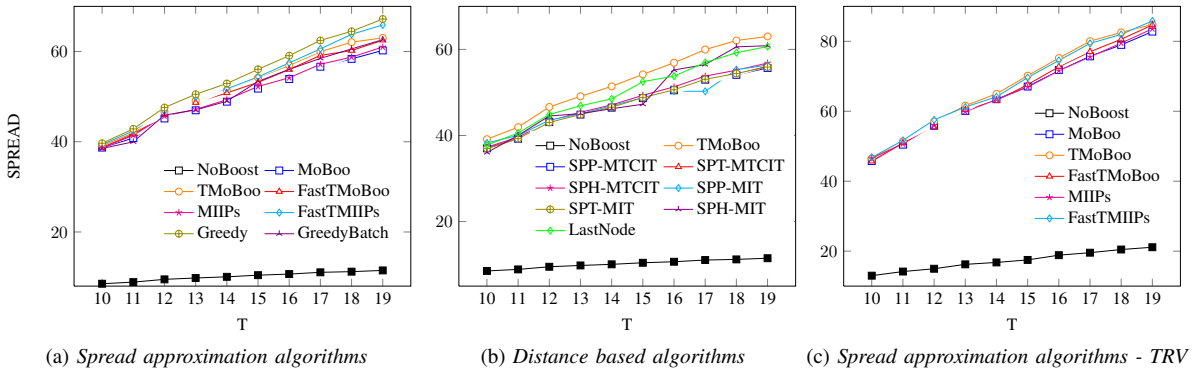 SPREAD
60
40
20
10 11 12 13 14 15 16 17 18 19
T
NoBoost MoBoo
TMoBoo FastTMoBoo
MIIPs FastTMIIPs
Greedy GreedyBatch
(a) Spread approximation algorithms
60
40
20
10 11 12 13 14 15 16 17 18 19
T
NoBoost TMoBoo
SPP-MTCIT SPT-MTCIT
SPH-MTCIT SPP-MIT
SPT-MIT SPH-MIT
LastNode
(b) Distance based algorithms
80
60
40
20
10 11 12 13 14 15 16 17 18 19
T
NoBoost
MoBoo
TMoBoo
FastTMoBoo
MIIPs
FastTMIIPs
(c) Spread approximation algorithms - TRV